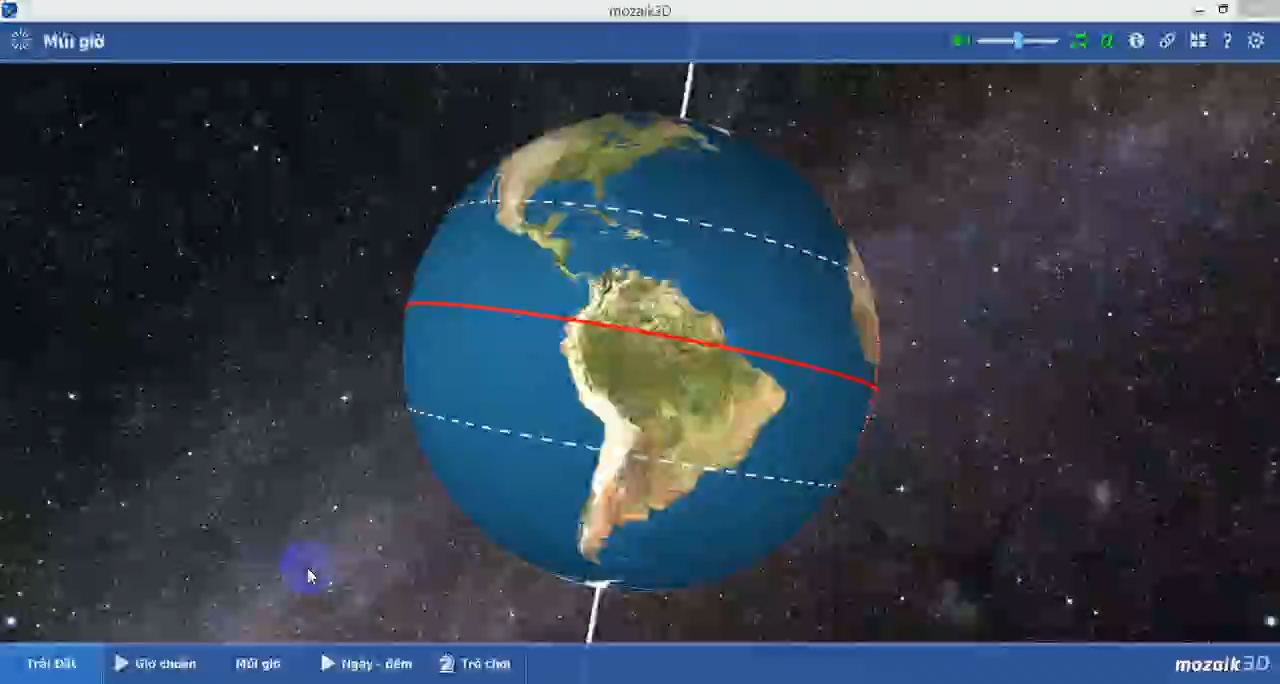 mozaik3D
Múi giờ
Trái Đất
Giờ chuẩn
Múi giờ
Ngày - đêm
Trò chơi
mozaik3D